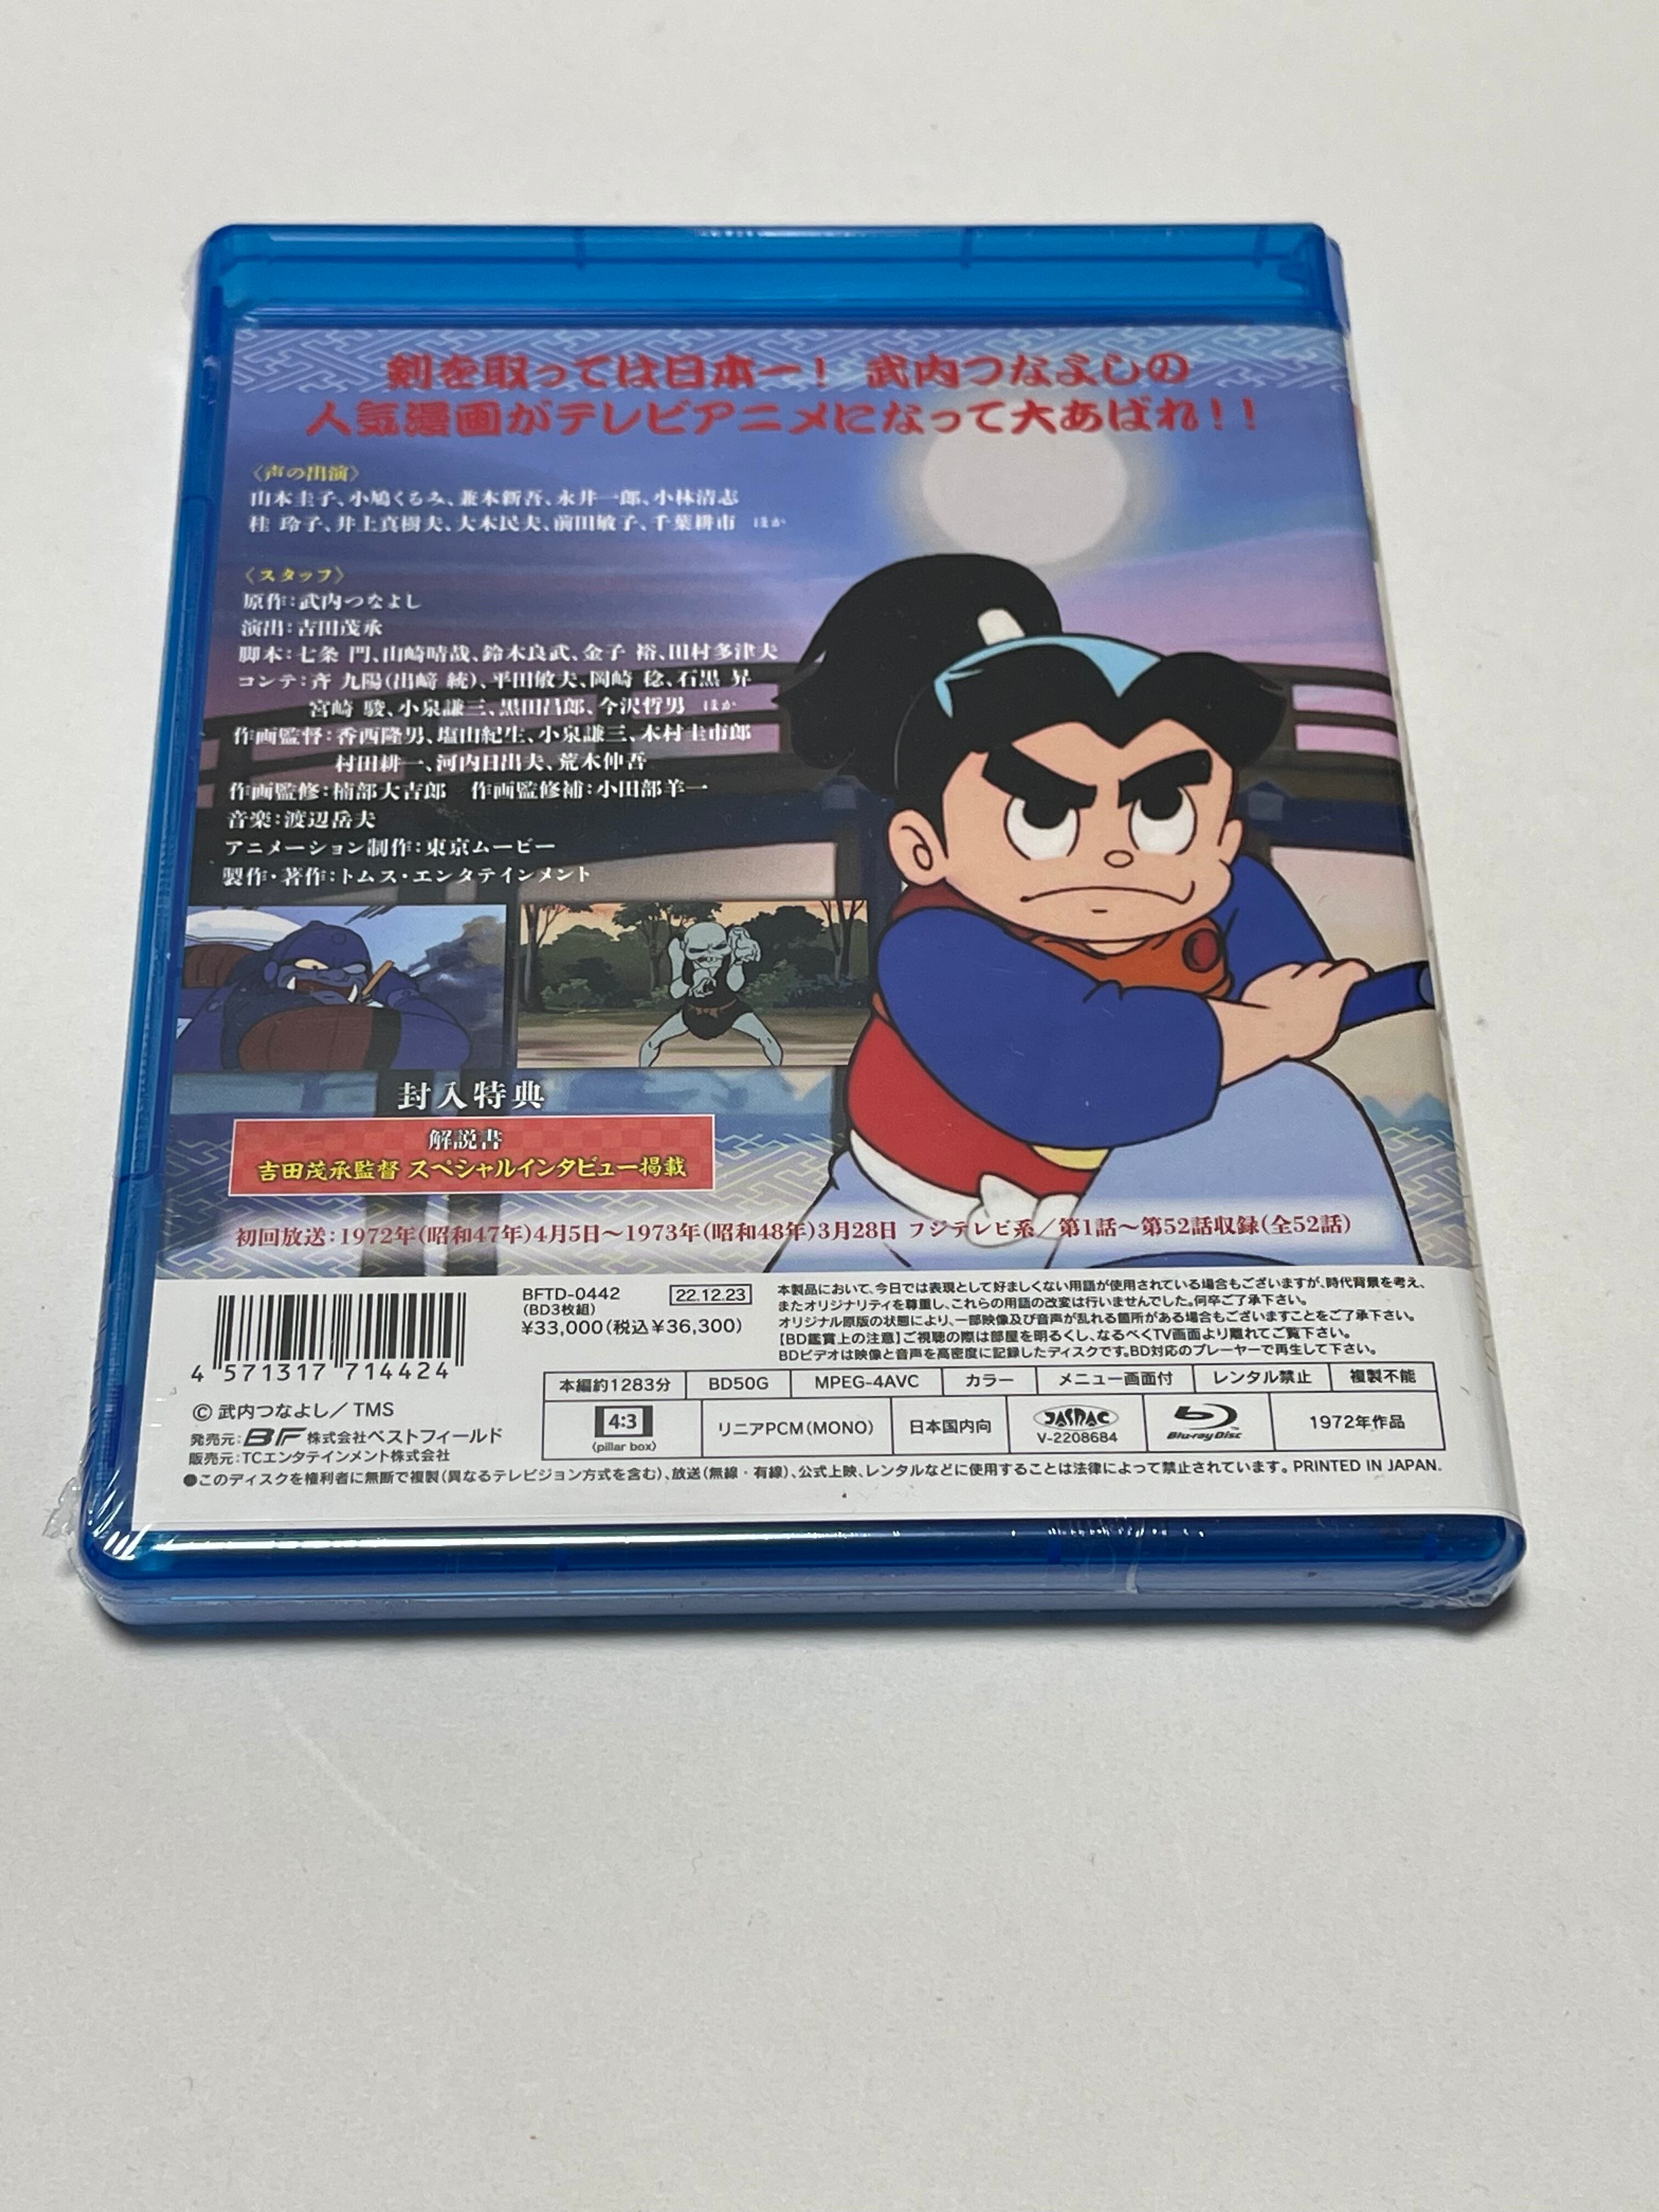 剣を取っては日本一! 武内つなよしの
人気漫画がテレビアニメになって大あばれ!!
〈声の出演〉
山本圭子、小鳩くるみ、兼本新吾、永井一郎、小林清志
桂 玲子、井上真樹夫、大木民夫、前田敏子、千葉耕市 ほか
〈スタッフ〉
原作:武内つなよし
演出:吉田茂承
脚本:七条 門、山崎晴哉、鈴木良武、金子 裕、田村多津夫
コンテ:斉 九陽(出﨑 統)、平田敏夫、岡崎 稔、石黒 昇
宮崎 駿、小泉謙三、黒田昌郎、今沢哲男 ほか
作画監督:香西隆男、塩山紀生、小泉謙三、木村圭市郎
村田耕一、河内日出夫、荒木伸吾
作画監修:楠部大吉郎 作画監修補:小田部羊一
音楽:渡辺岳夫
アニメーション制作:東京ムービー
製作・著作:トムス・エンタテインメント
封入特典
解説書
吉田茂承監督 スペシャルインタビュー掲載
初回放送:1972年(昭和47年)4月5日〜1973年(昭和48年)3月28日 フジテレビ系/第1話〜第52話収録(全52話)
4 571317 714424
BFTD-0442 22.12.23
(BD3枚組)
¥33,000(税込¥36,300)
本製品において、今日では表現として好ましくない用語が使用されている場合もございますが、時代背景を考え、
またオリジナリティを尊重し、これらの用語の改変は行いませんでした。何卒ご了承下さい。
オリジナル原版の状態により、一部映像及び音声が乱れる箇所がある場合もございますことをご了承下さい。
【BD鑑賞上の注意】ご視聴の際は部屋を明るくし、なるべくTV画面より離れてご覧下さい。
BDビデオは映像と音声を高密度に記録したディスクです。BD対応のプレーヤーで再生して下さい。
本編約1283分 BD50G MPEG-4AVC カラー メニュー画面付 レンタル禁止 複製不能
4:3 (pillar box) リニアPCM(MONO) 日本国内向 JASRAC V-2208684 Blu-ray Disc 1972年作品
© 武内つなよし/TMS
発売元:BF 株式会社ベストフィールド
販売元:TCエンタテインメント株式会社
●このディスクを権利者に無断で複製(異なるテレビジョン方式を含む)、放送(無線・有線)、公式上映、レンタルなどに使用することは法律によって禁止されています。PRINTED IN JAPAN.